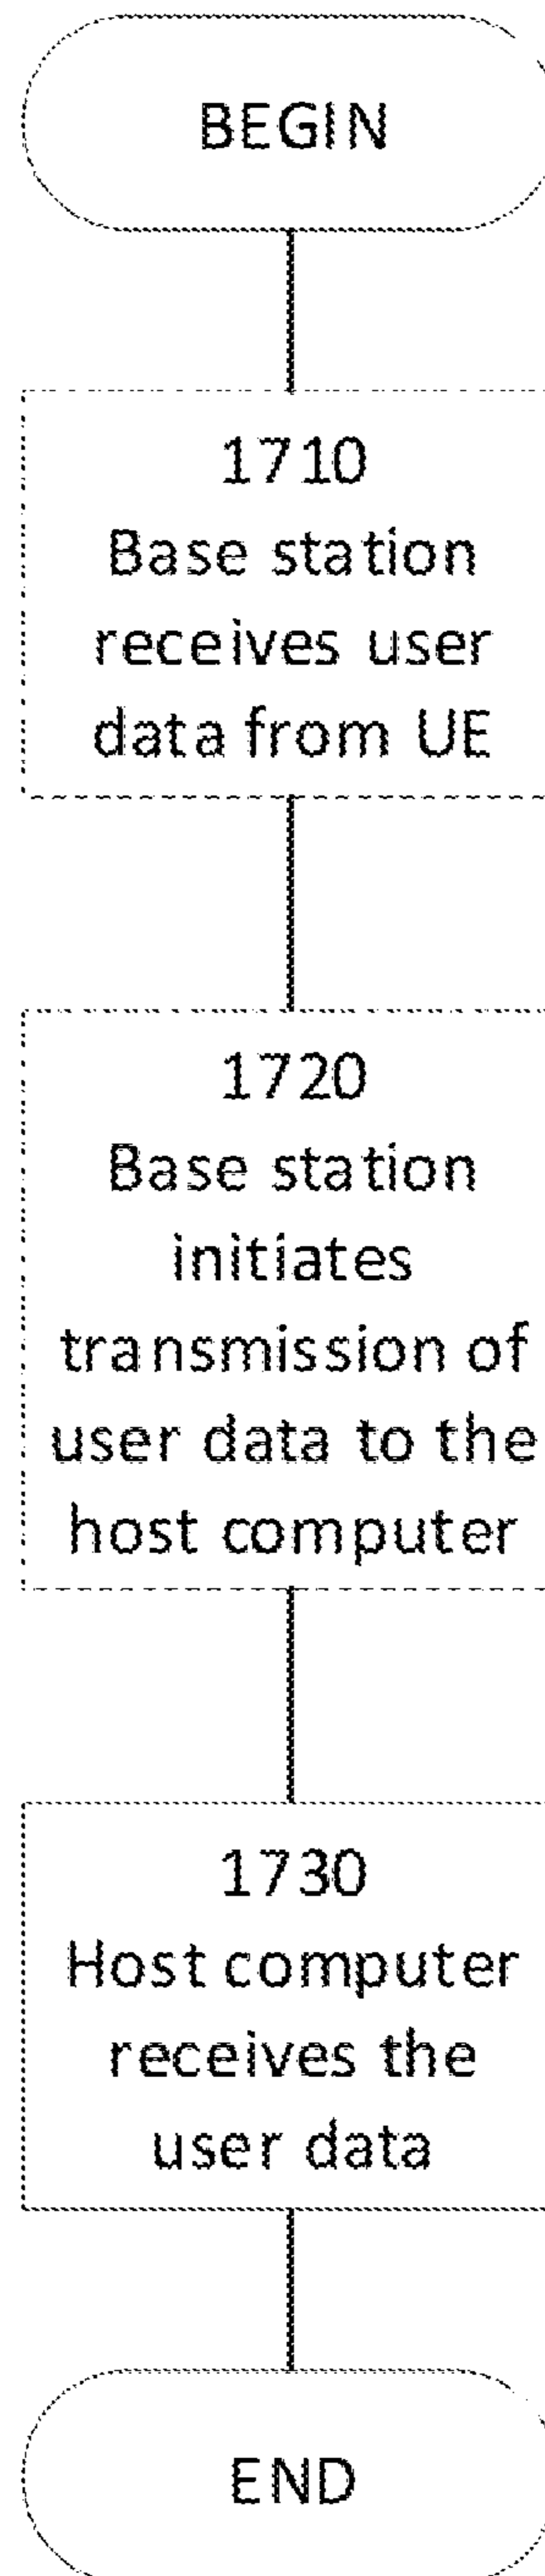 BEGIN
1710
Base station
receives user
data from UE
1720
Base station
initiates
transmission of
user data to the
host computer
1730
Host computer
receives the
user data
END